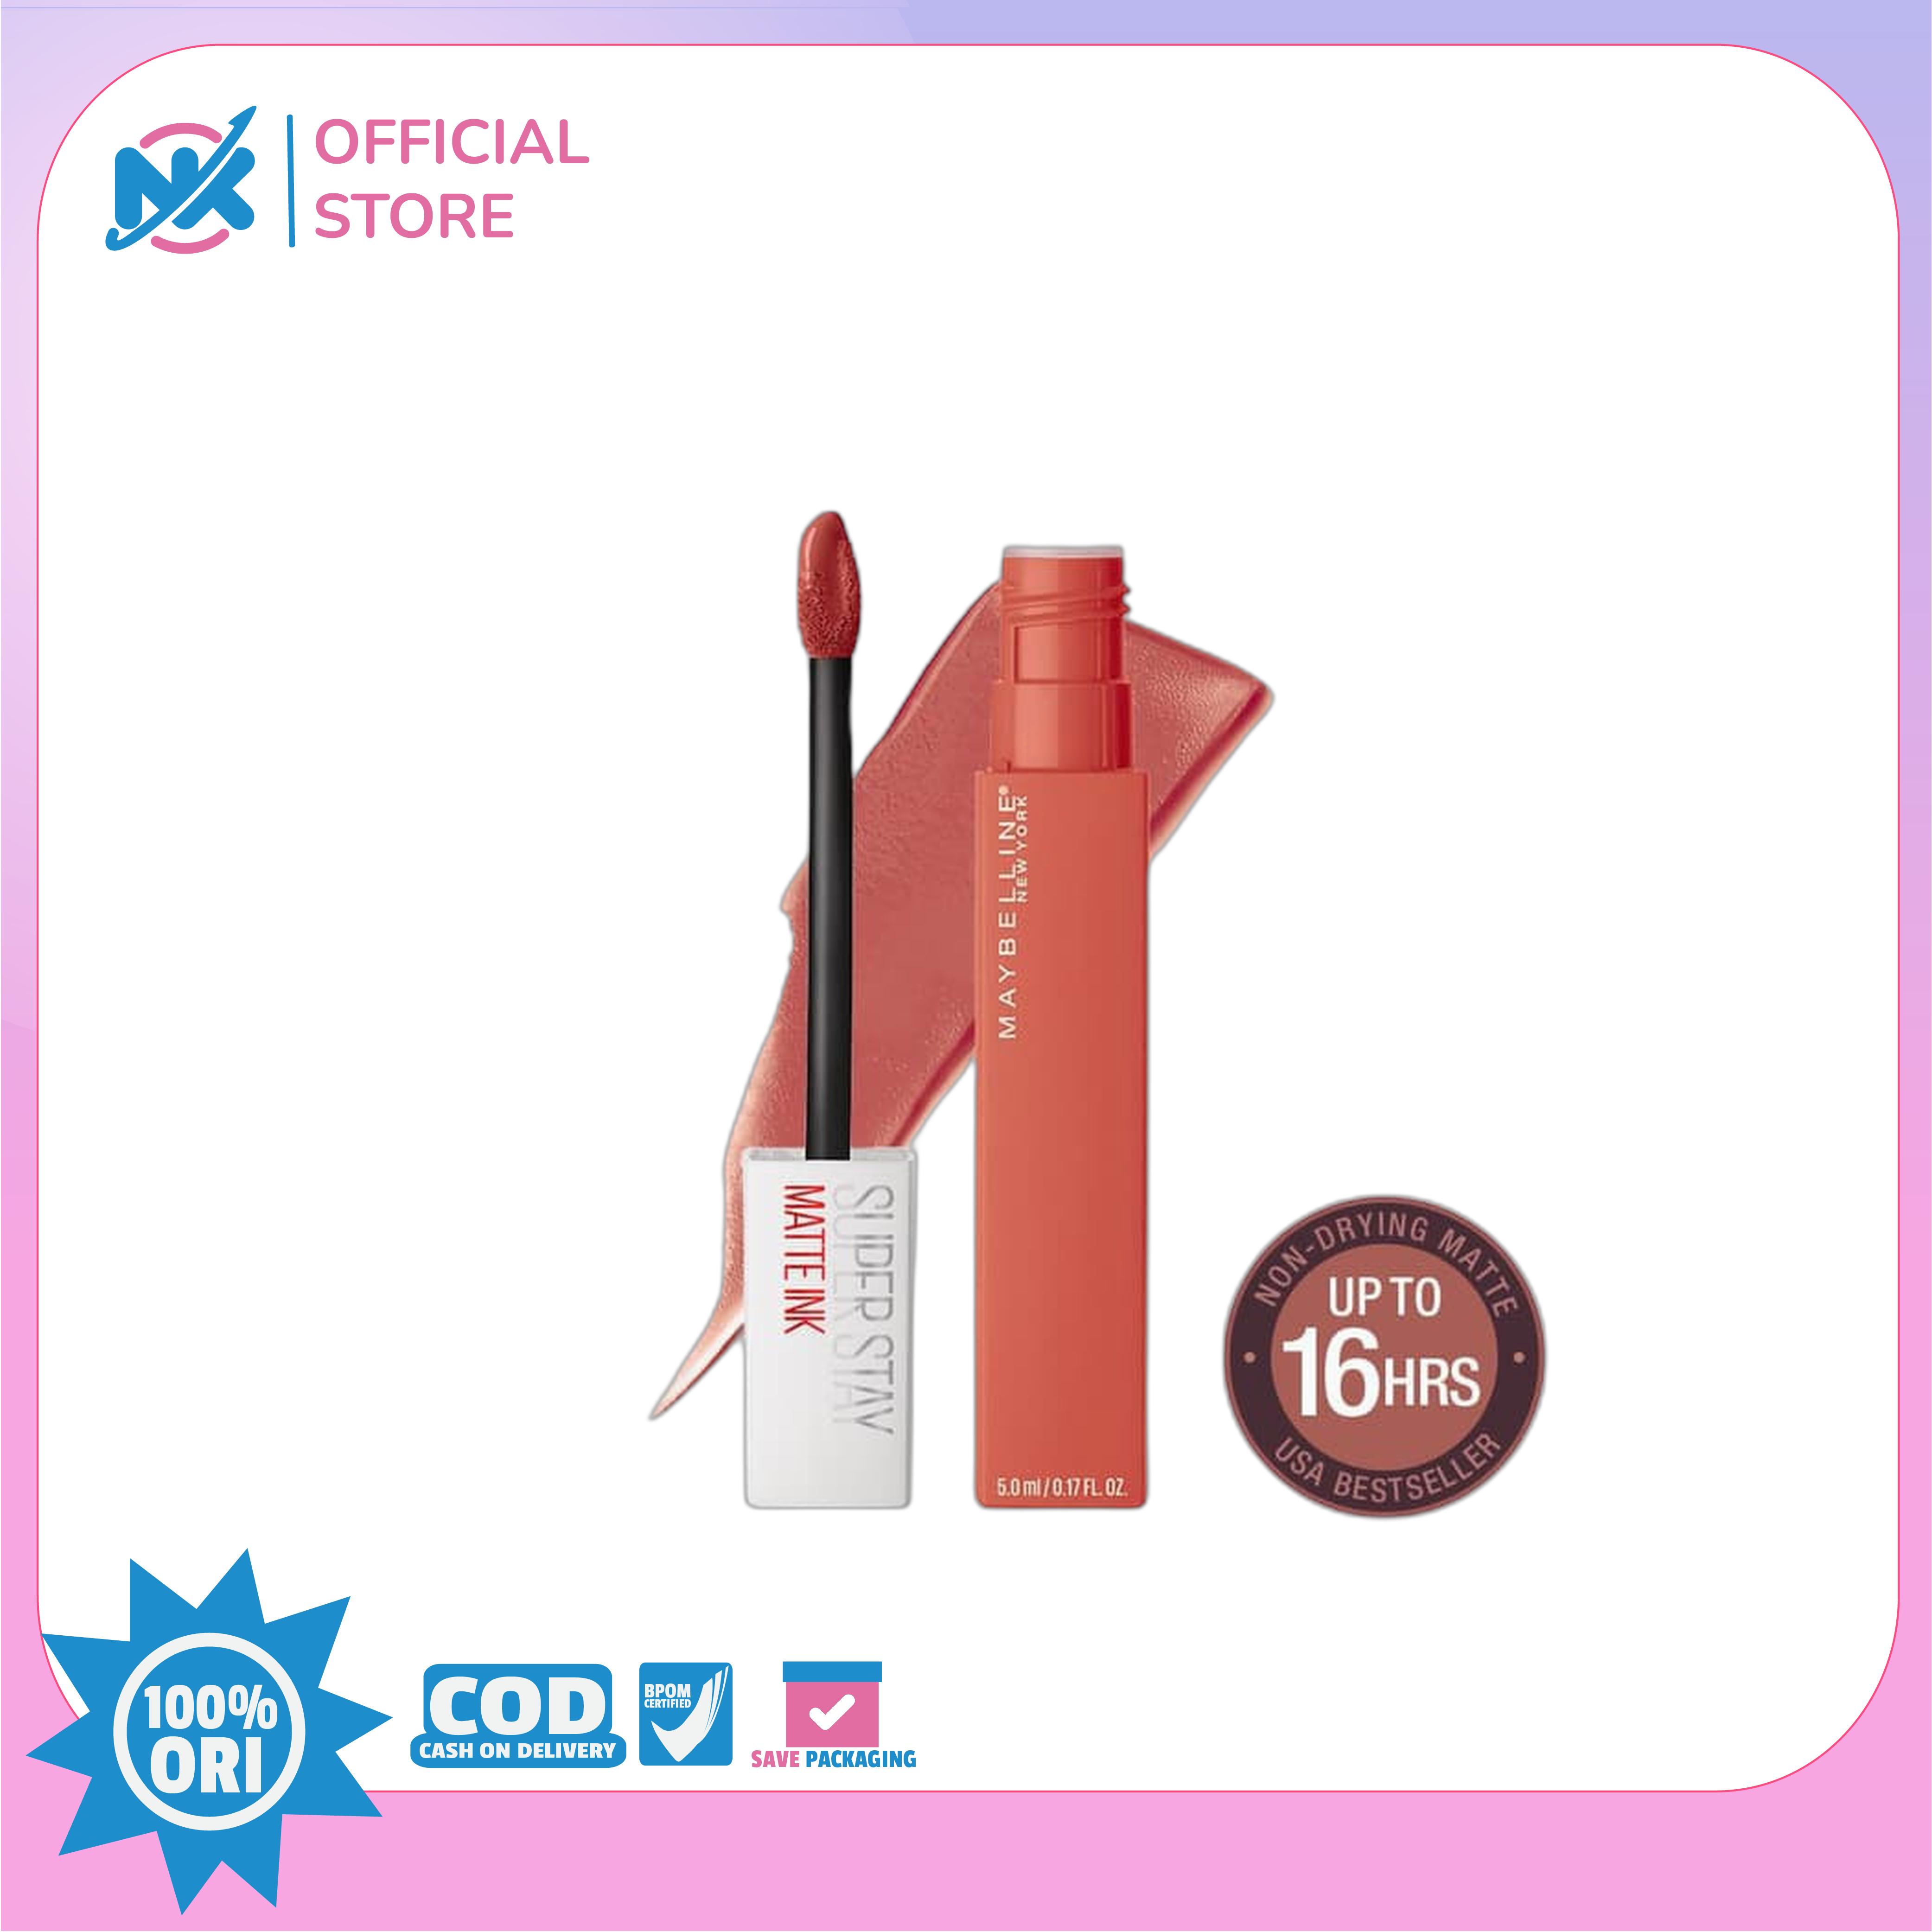 NK
OFFICIAL
STORE
MAYBELLINE®
NEW YORK
SUPER STAY
MATTE INK
5.0 ml / 0.17 FL. OZ.
NON-DRYING MATTE
UP TO
16HRS
USA BESTSELLER
100%
ORI
COD
CASH ON DELIVERY
BPOM
CERTIFIED
SAVE PACKAGING